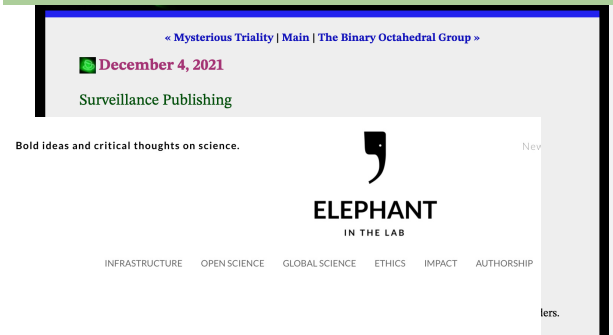 « Mysterious Triality | Main | The Binary Octahedral Group »
December 4, 2021
Surveillance Publishing
Bold ideas and critical thoughts on science.
ELEPHANT
IN THE LAB
INFRASTRUCTURE OPEN SCIENCE GLOBAL SCIENCE ETHICS IMPACT AUTHORSHIP